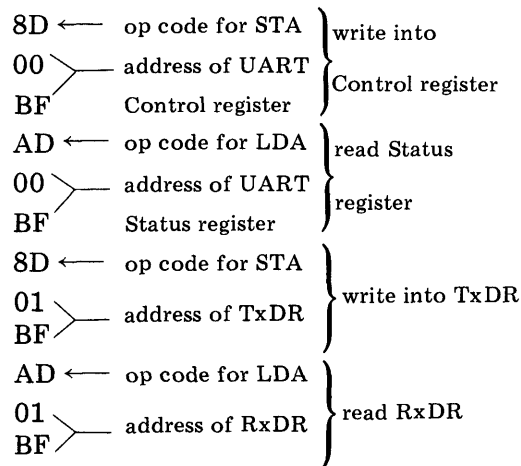 8D ← op code for STA
write into
00 address of UART
Control register
BF Control register
AD ← op code for LDA
read Status
00 address of UART
register
BF Status register
8D ← op code for STA
write into TxDR
01
address of TxDR
BF
AD ← op code for LDA
01
address of RxDR
read RxDR
BF